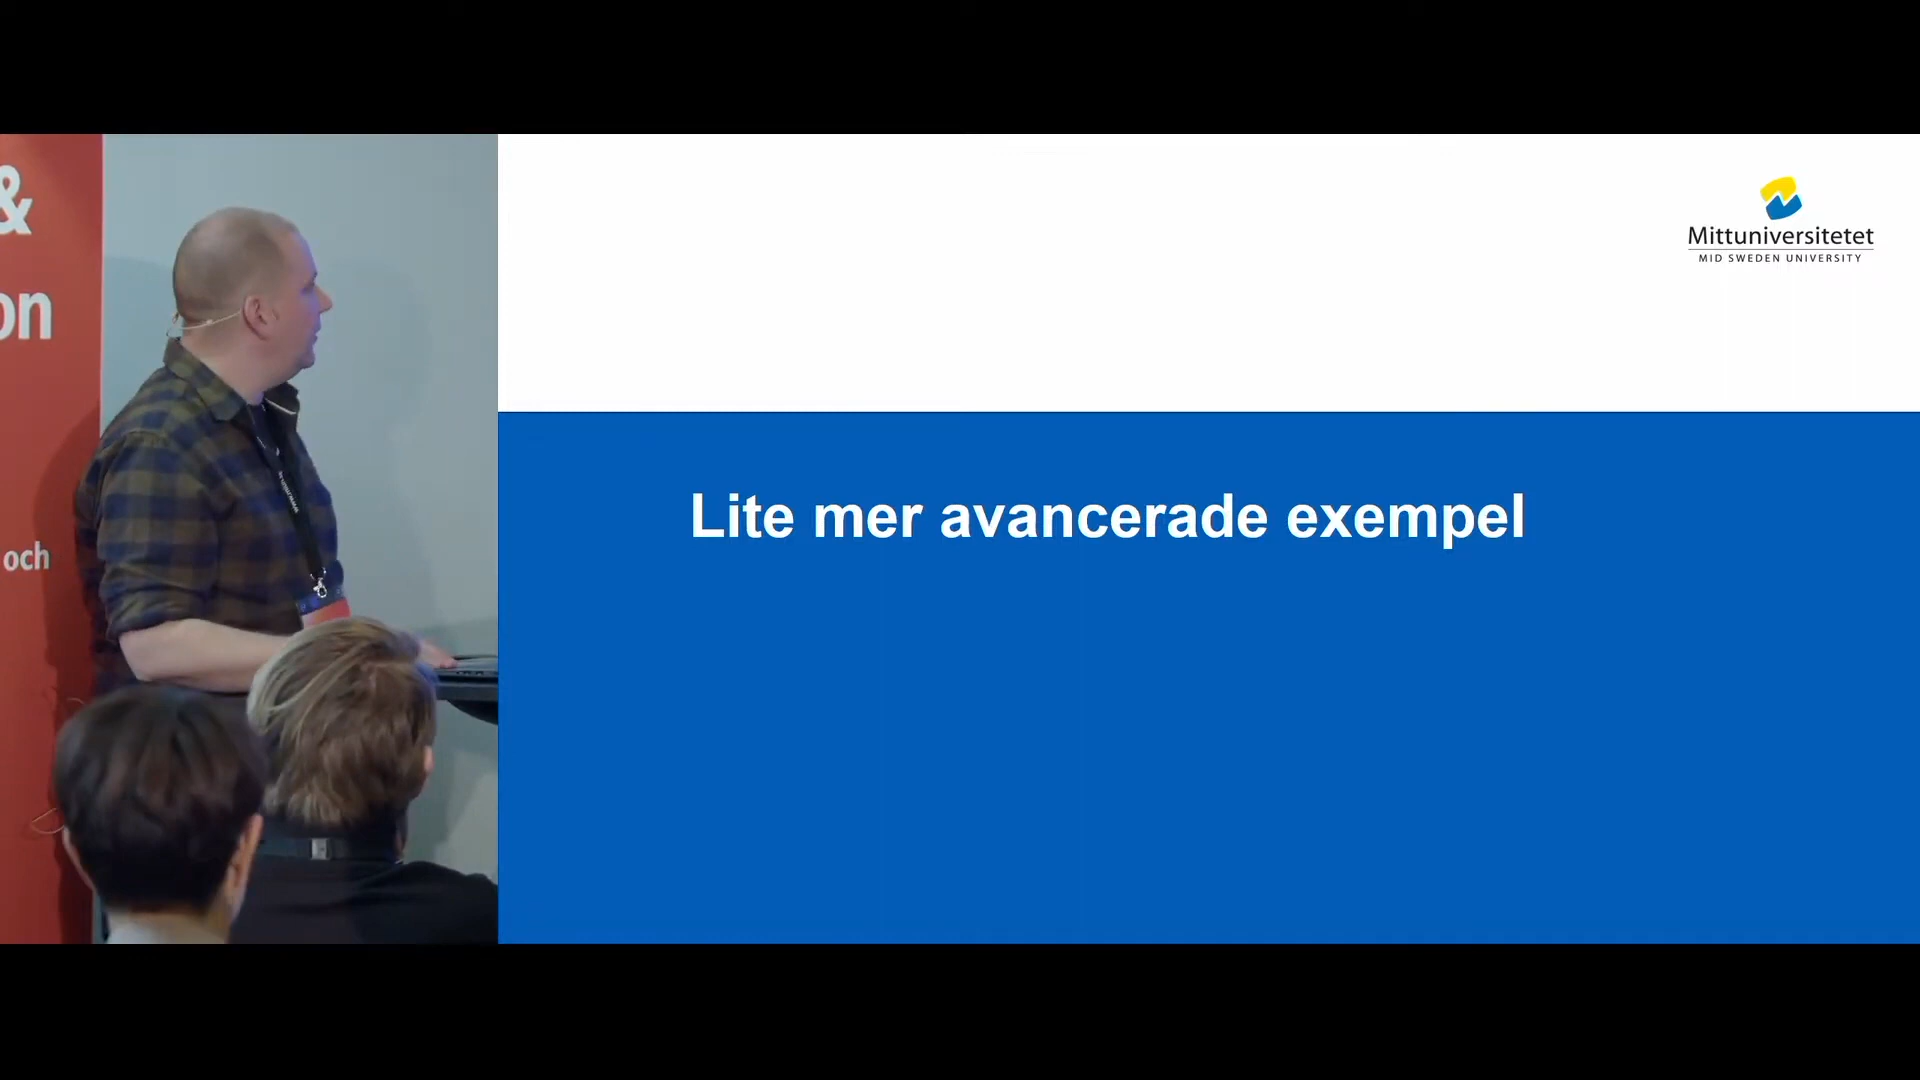 &
on
och
Mittuniversitetet
MID SWEDEN UNIVERSITY
Lite mer avancerade exempel